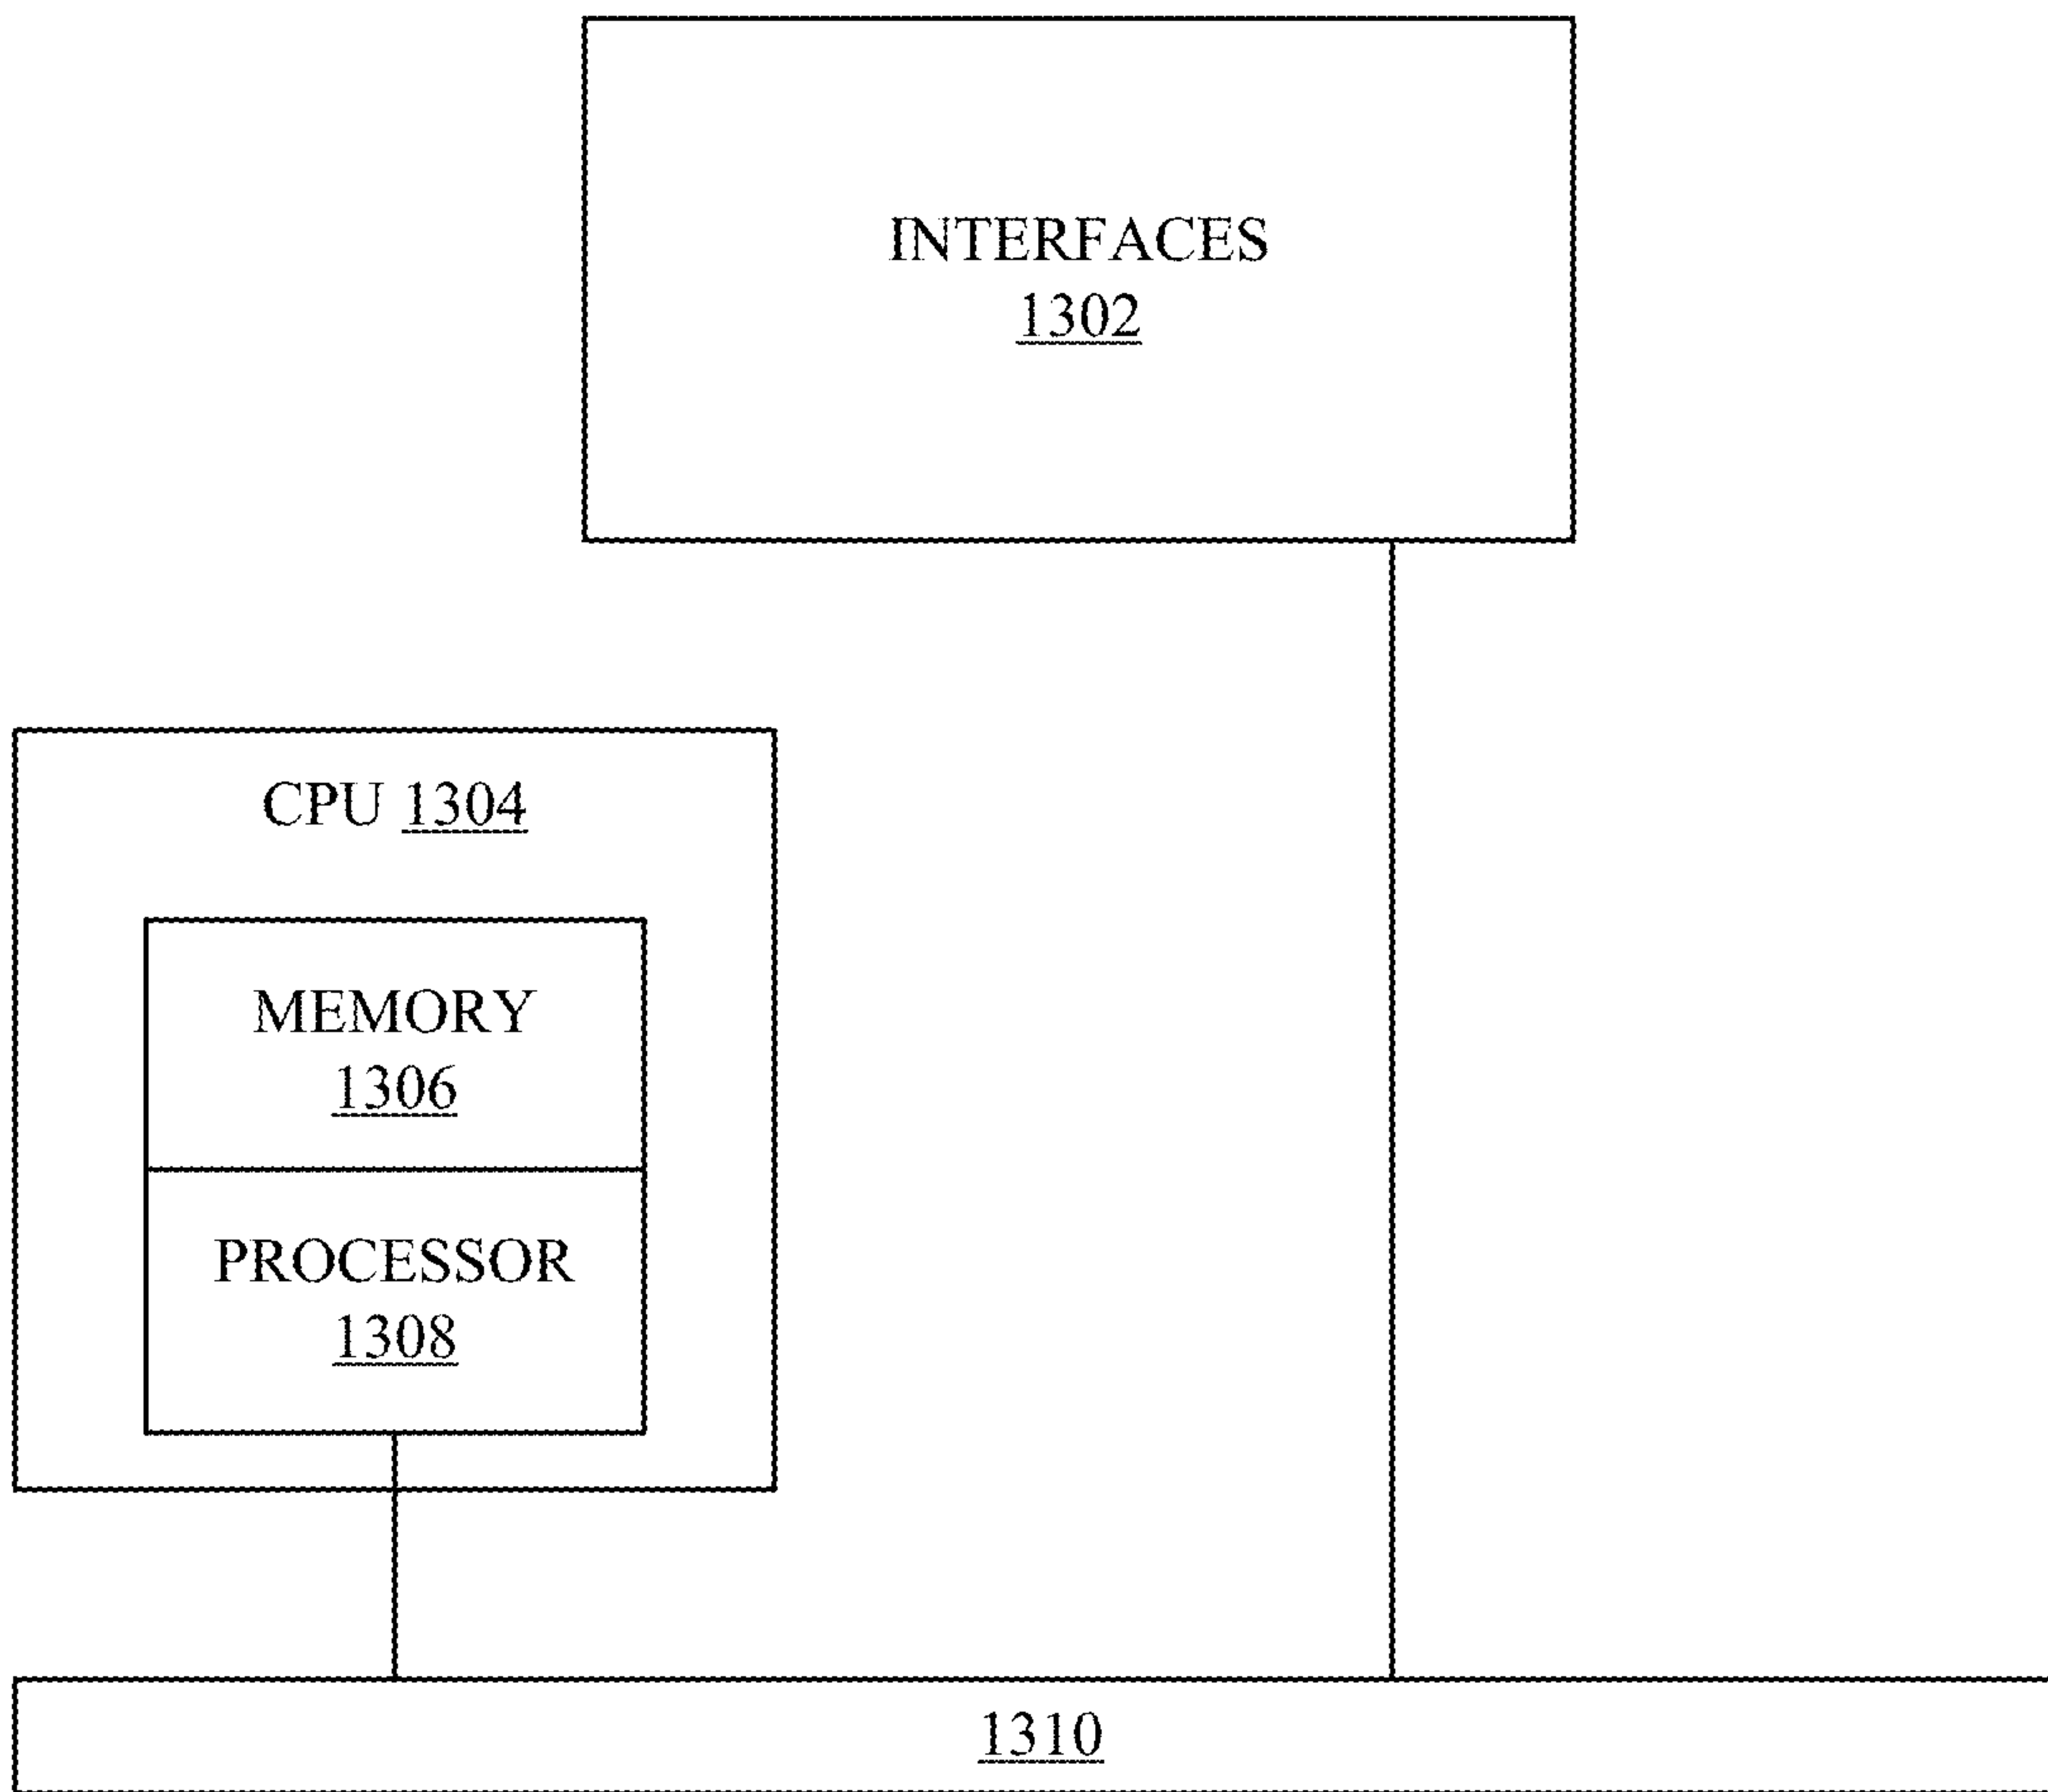 INTERFACES
1302
CPU 1304
MEMORY
1306
PROCESSOR
1308
1310